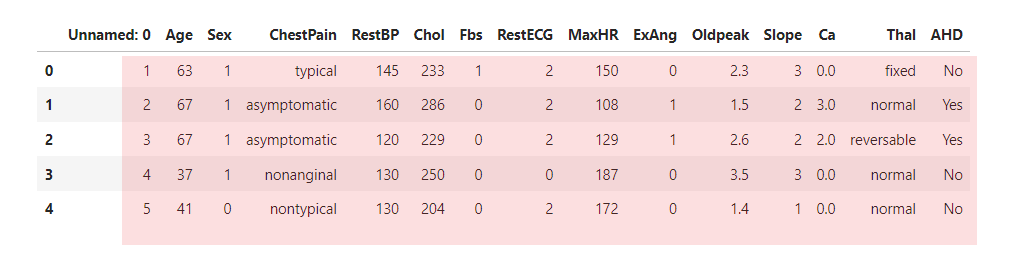 Unnamed: 0 Age Sex ChestPain RestBP Chol Fbs RestECG MaxHR ExAng Oldpeak Slope Ca Thal AHD
0 1 63 1 typical 145 233 1 2 150 0 2.3 3 0.0 fixed No
1 2 67 1 asymptomatic 160 286 0 2 108 1 1.5 2 3.0 normal Yes
2 3 67 1 asymptomatic 120 229 0 2 129 1 2.6 2 2.0 reversable Yes
3 4 37 1 nonanginal 130 250 0 0 187 0 3.5 3 0.0 normal No
4 5 41 0 nontypical 130 204 0 2 172 0 1.4 1 0.0 normal No